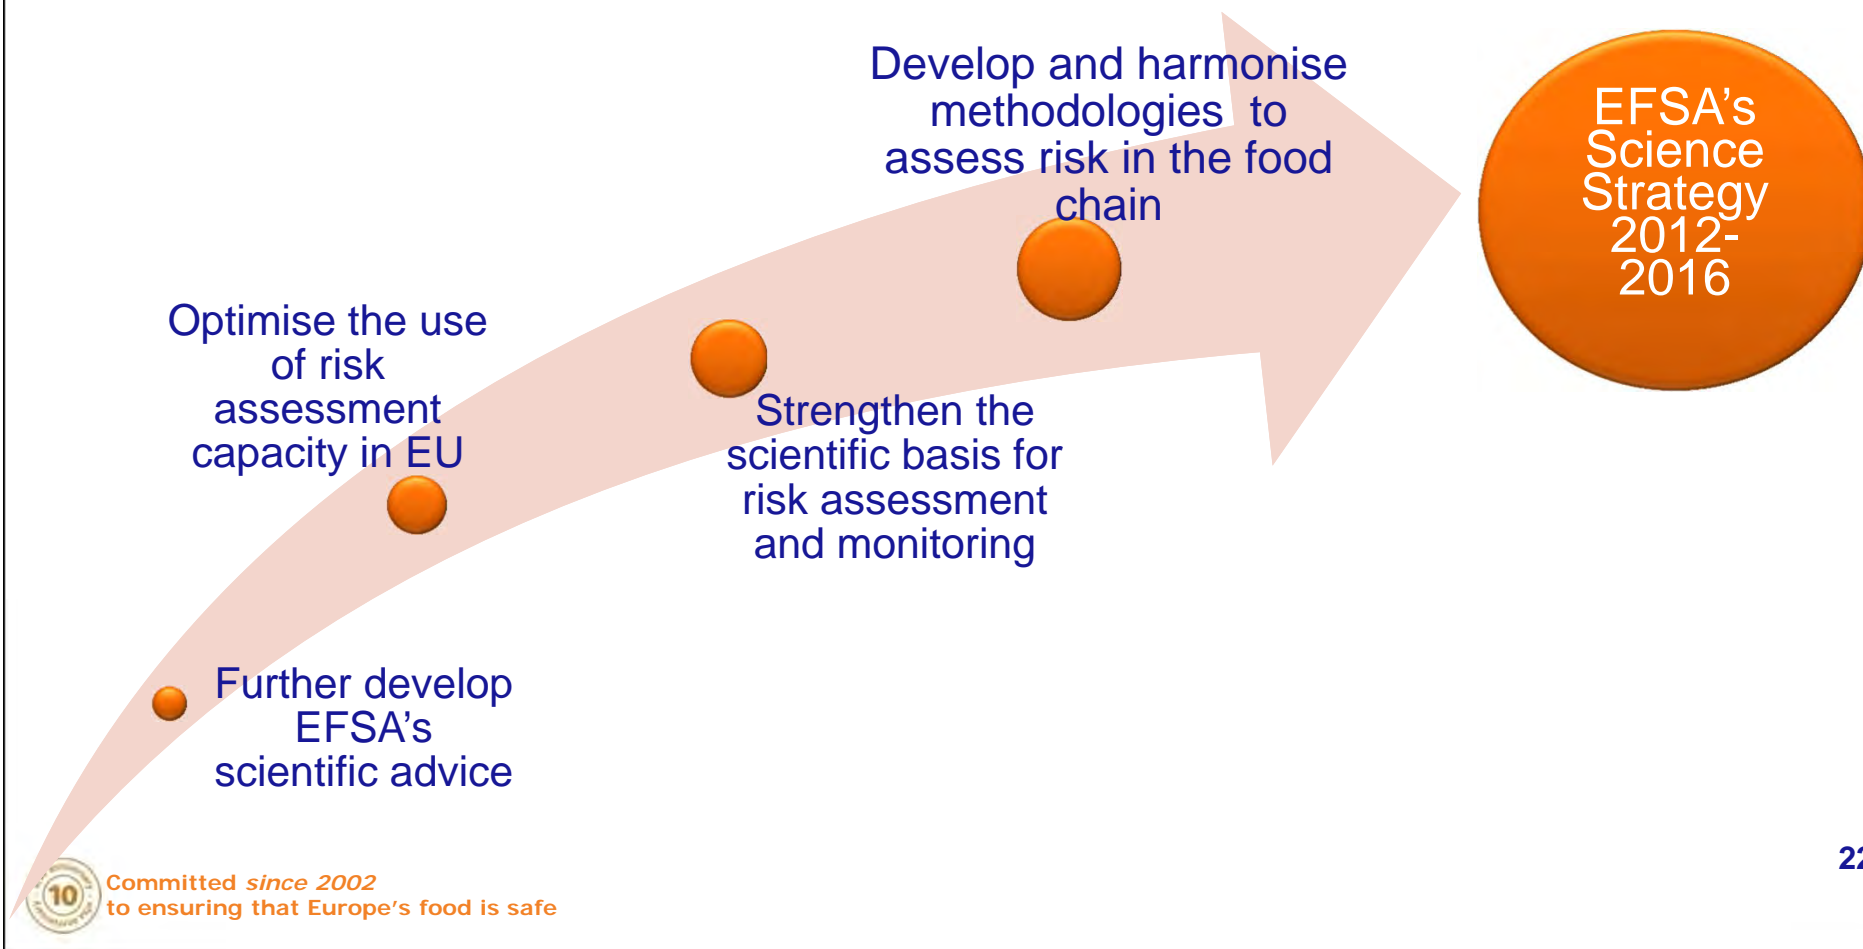 Develop and harmonise
methodologies to
assess risk in the food
chain
EFSA's
Science
Strategy
2012-
2016
Optimise the use
of risk
assessment
capacity in EU
Strengthen the
scientific basis for
risk assessment
and monitoring
Further develop
EFSA's
scientific advice
10
Committed since 2002
to ensuring that Europe's food is safe
22